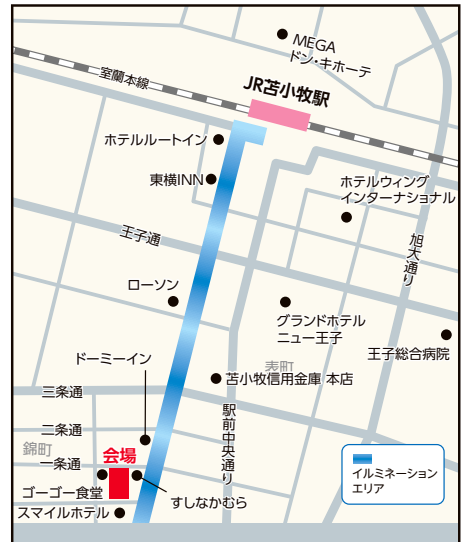 MEGA
ドン・キホーテ
JR苫小牧駅
室蘭本線
ホテルルートイン
東横INN
ホテルウィング
インターナショナル
旭大通り
王子通
ローソン
グランドホテル
ニュー王子
王子総合病院
ドーミーイン
表町
苫小牧信用金庫 本店
三条通
駅前中央通り
二条通
錦町
会場
一条通
ゴーゴー食堂
すしなかむら
スマイルホテル
イルミネーション
エリア